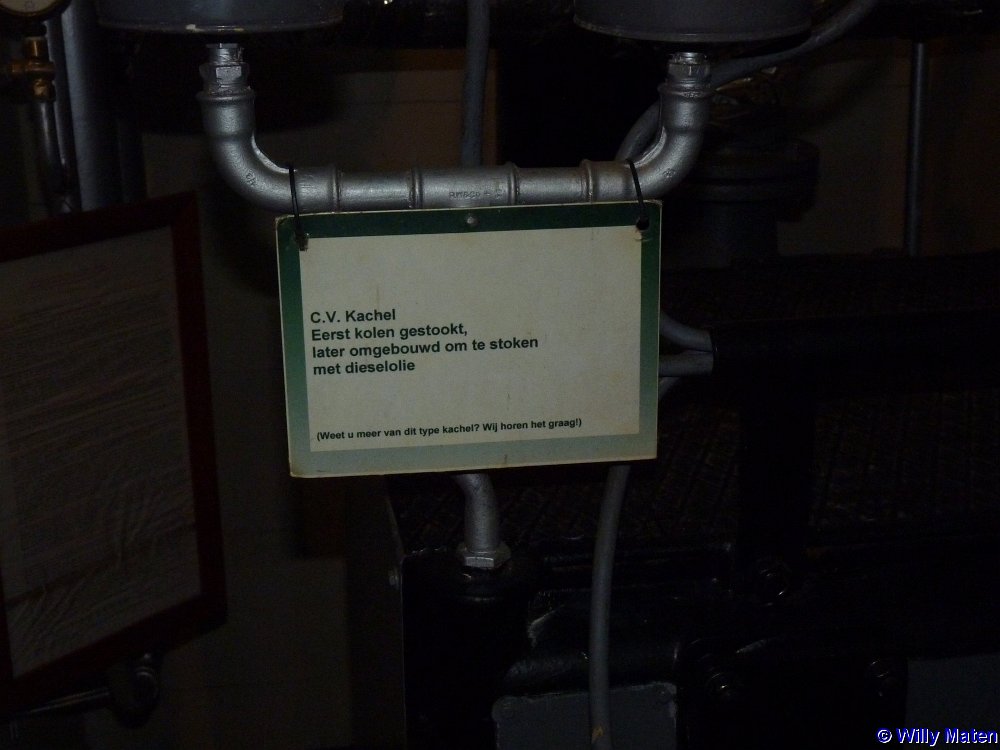 C.V. Kachel
Eerst kolen gestookt,
later omgebouwd om te stoken
met dieselolie
(Weet u meer van dit type kachel? Wij horen het graag!)
© Willy Maten